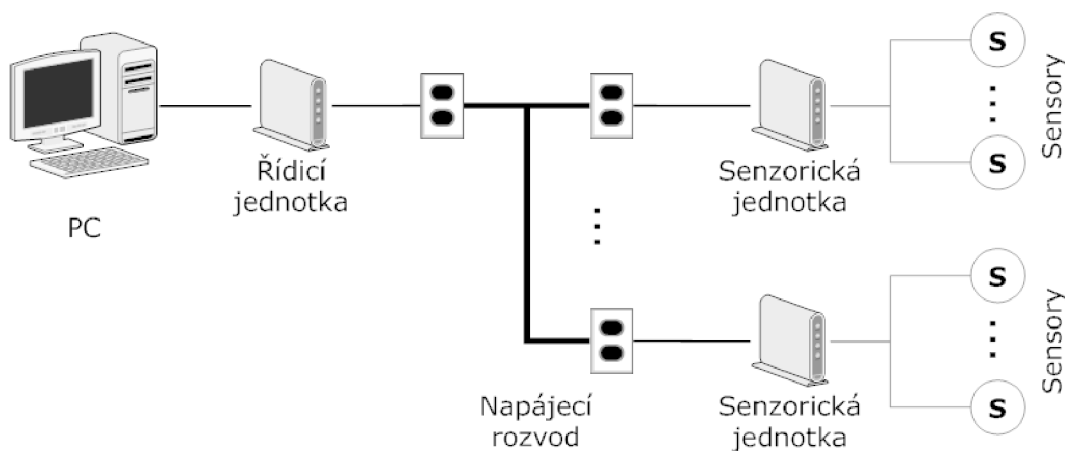 PC
Řídicí
jednotka
Napájecí
rozvod
Senzorická
jednotka
S
S
Sensory
Senzorická
jednotka
S
S
Sensory